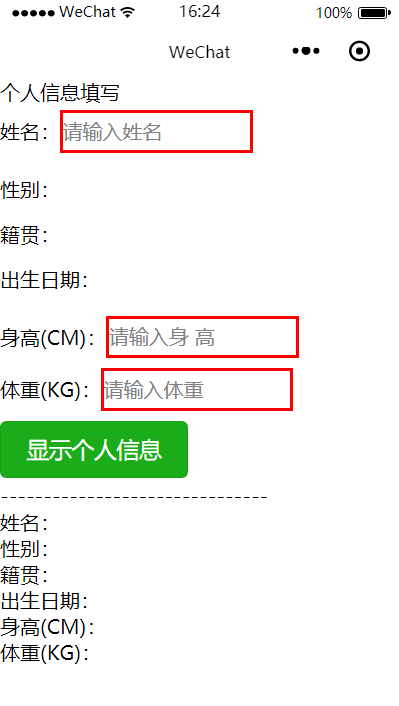 WeChat 16:24 100%
WeChat
个人信息填写
姓名：请输入姓名
性别：
籍贯：
出生日期：
身高(CM)：请输入身 高
体重(KG)：请输入体重
显示个人信息
-------------------------------
姓名：
性别：
籍贯：
出生日期：
身高(CM)：
体重(KG)：